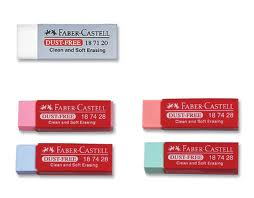 FABER-CASTELL
DUST-FREE 18 71 20
Clean and Soft Erasing
FABER-CASTELL
DUST-FREE 18 74 28
Clean and Soft Erasing
FABER-CASTELL
DUST-FREE 18 74 28
Clean and Soft Erasing
FABER-CASTELL
DUST-FREE 18 74 28
Clean and Soft Erasing
FABER-CASTELL
DUST-FREE 18 74 28
Clean and Soft Erasing